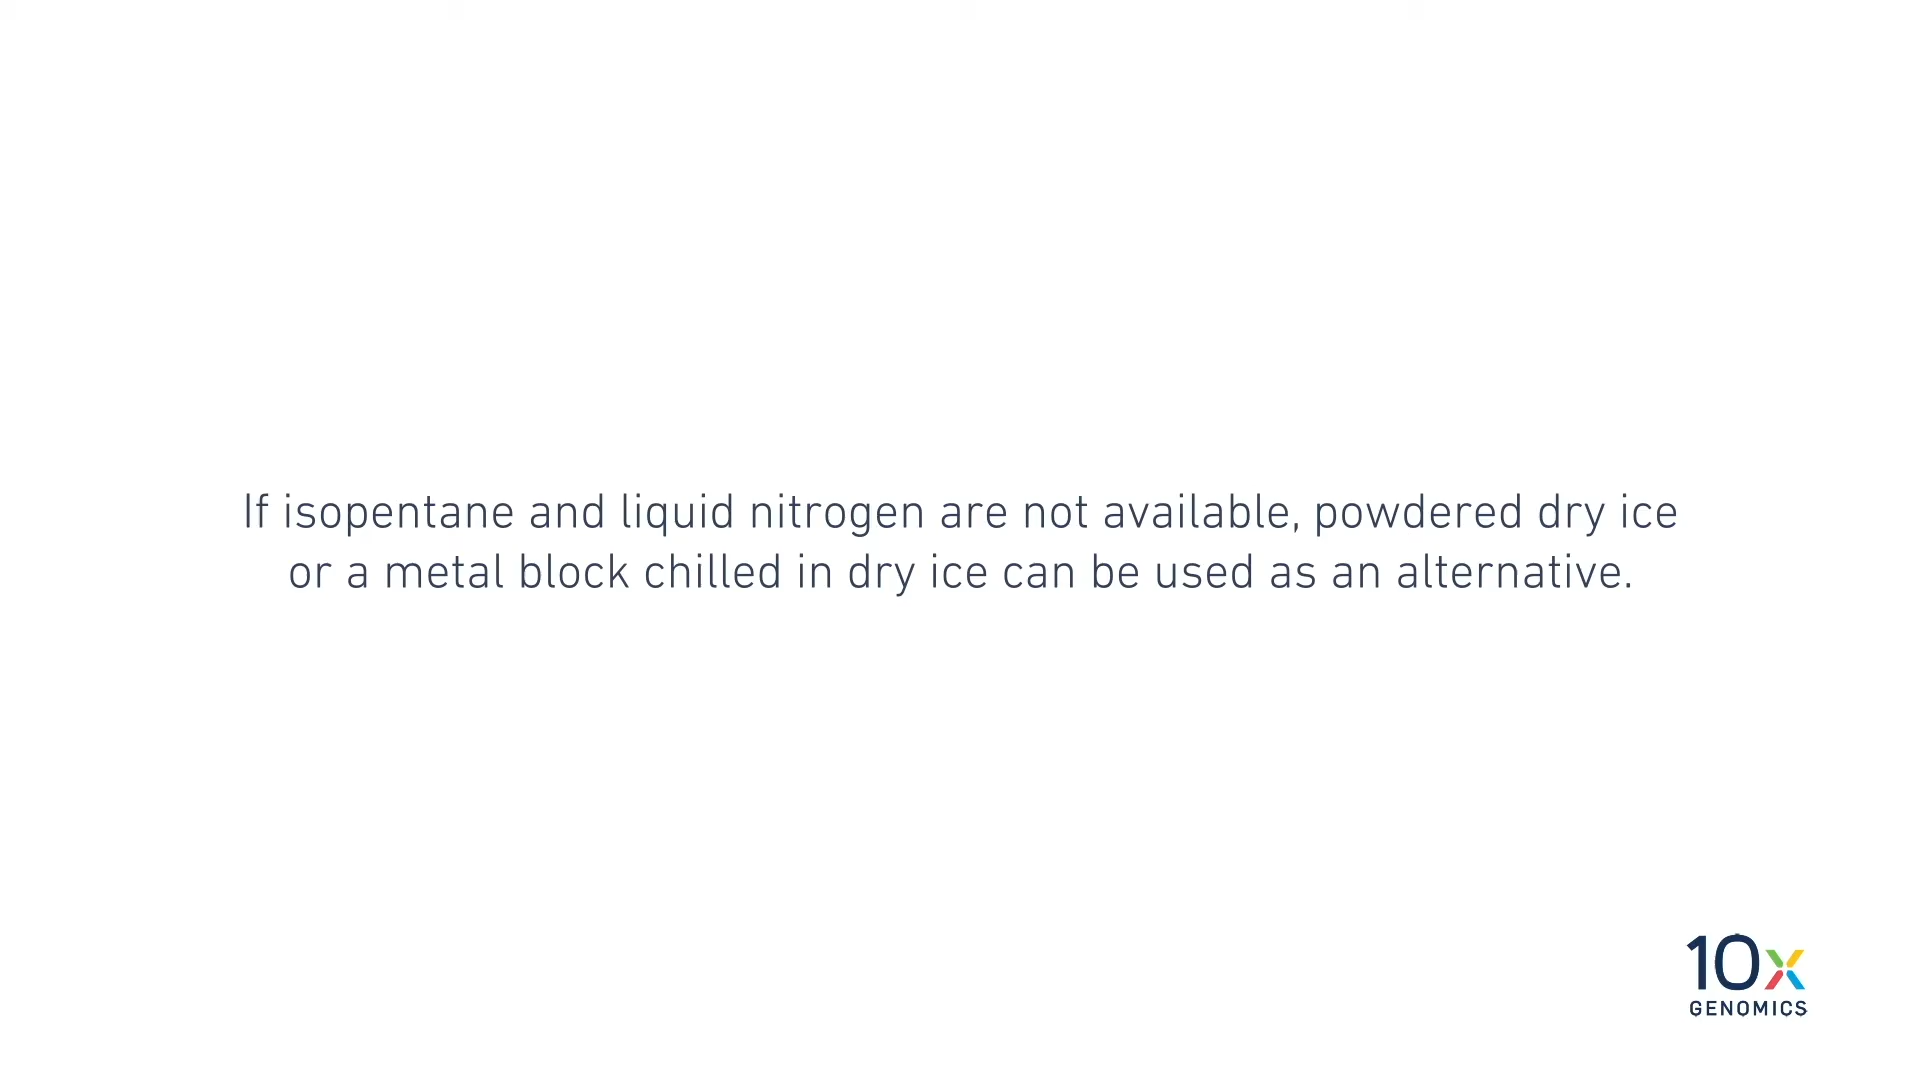 If isopentane and liquid nitrogen are not available, powdered dry ice
or a metal block chilled in dry ice can be used as an alternative.
10x
GENOMICS